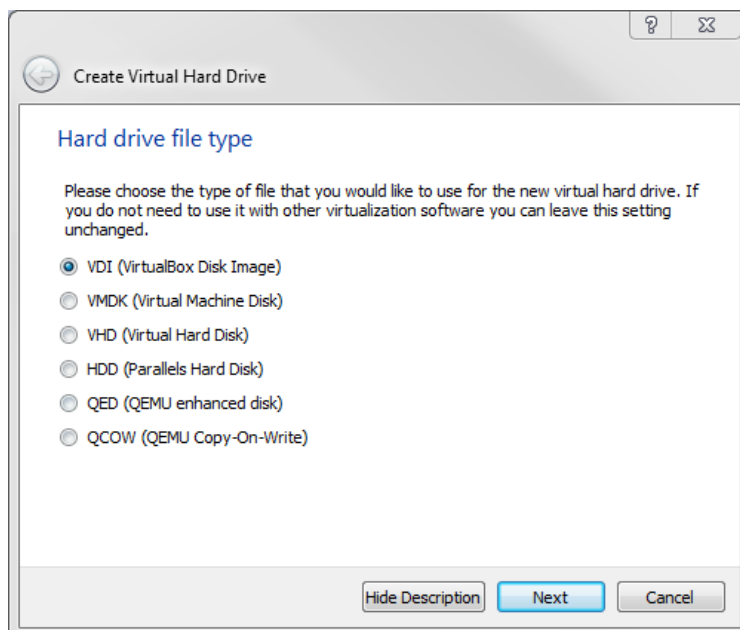 Create Virtual Hard Drive
Hard drive file type
Please choose the type of file that you would like to use for the new virtual hard drive. If
you do not need to use it with other virtualization software you can leave this setting
unchanged.
VDI (VirtualBox Disk Image)
VMDK (Virtual Machine Disk)
VHD (Virtual Hard Disk)
HDD (Parallels Hard Disk)
QED (QEMU enhanced disk)
QCOW (QEMU Copy-On-Write)
Hide Description Next Cancel